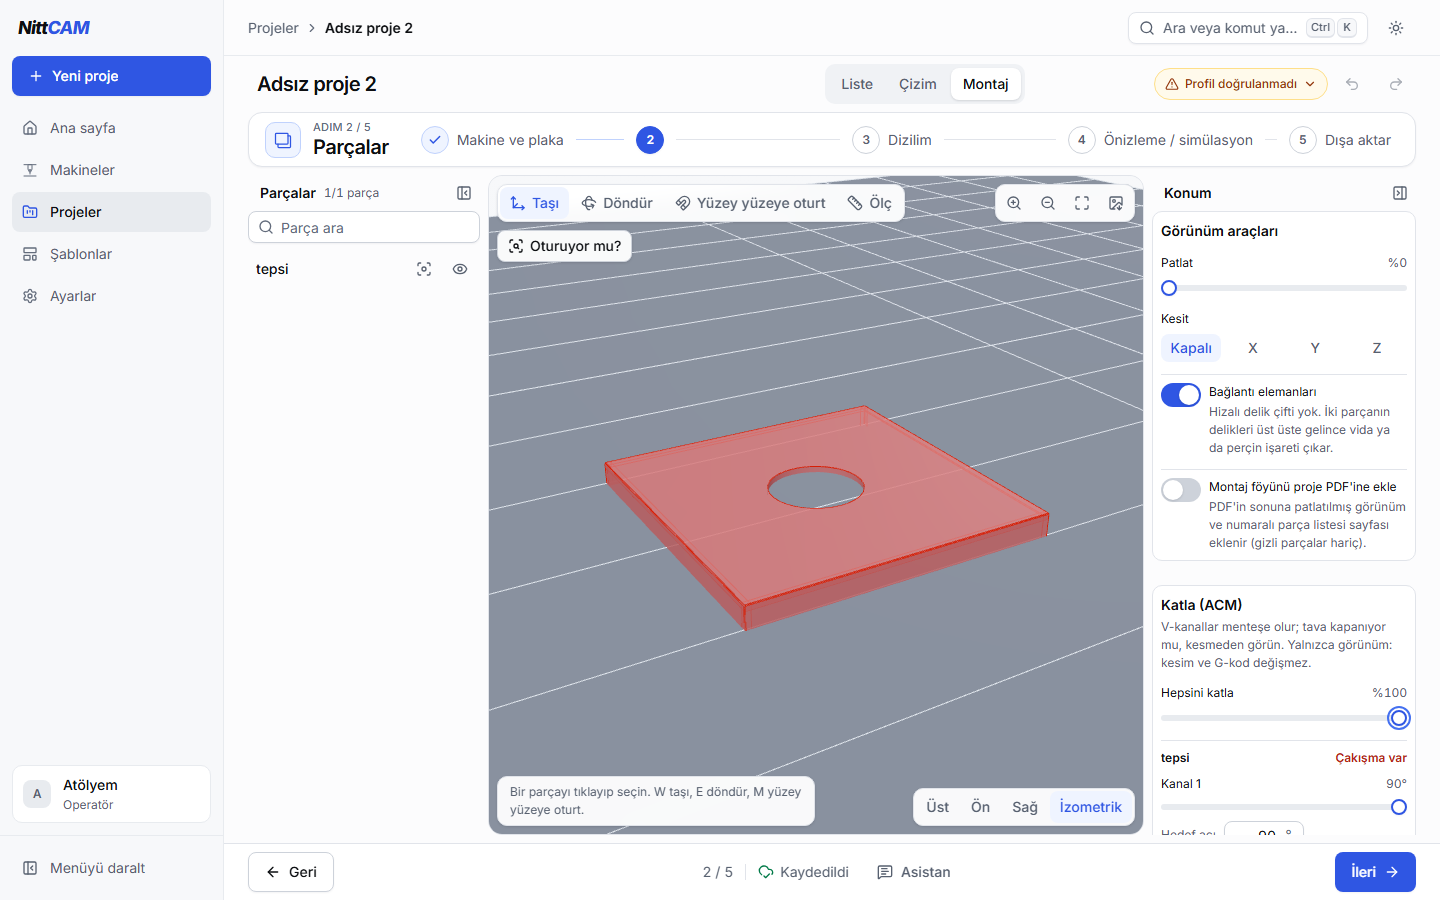 NittCAM
Yeni proje
Ana sayfa
Makineler
Projeler
Şablonlar
Ayarlar
A
Atölyem
Operatör
Menüyü daralt
Projeler > Adsız proje 2
Ara veya komut ya...
Ctrl K
Adsız proje 2
Liste
Çizim
Montaj
Profil doğrulanmadı
ADIM 2 / 5
Parçalar
Makine ve plaka
2
3 Dizilim
4 Önizleme / simülasyon
5 Dışa aktar
Parçalar 1/1 parça
Parça ara
tepsi
Taşı
Döndür
Yüzey yüzeye oturt
Ölç
Oturuyor mu?
Bir parçayı tıklayıp seçin. W taşı, E döndür, M yüzey
yüzeye oturt.
Üst
Ön
Sağ
İzometrik
Konum
Görünüm araçları
Patlat %0
Kesit
Kapalı X Y Z
Bağlantı elemanları
Hizalı delik çifti yok. İki parçanın
delikleri üst üste gelince vida ya
da perçin işareti çıkar.
Montaj föyünü proje PDF'ine ekle
PDF'in sonuna patlatılmış görünüm
ve numaralı parça listesi sayfası
eklenir (gizli parçalar hariç).
Katla (ACM)
V-kanallar menteşe olur; tava kapanıyor
mu, kesmeden görün. Yalnızca görünüm:
kesim ve G-kod değişmez.
Hepsini katla %100
tepsi Çakışma var
Kanal 1 90°
Hedef açı 90 °
Geri
2 / 5
Kaydedildi
Asistan
İleri